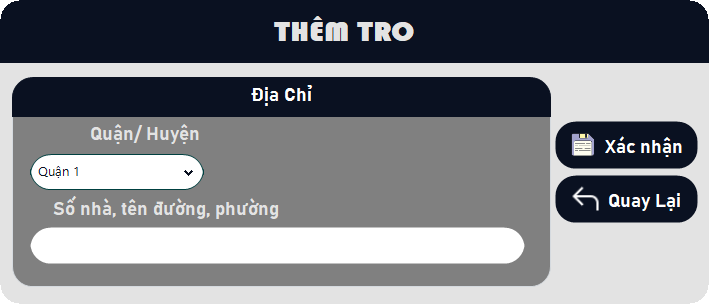 THÊM TRO
Địa Chỉ
Quận/ Huyện
Quận 1
Số nhà, tên đường, phường
Xác nhận
Quay Lại